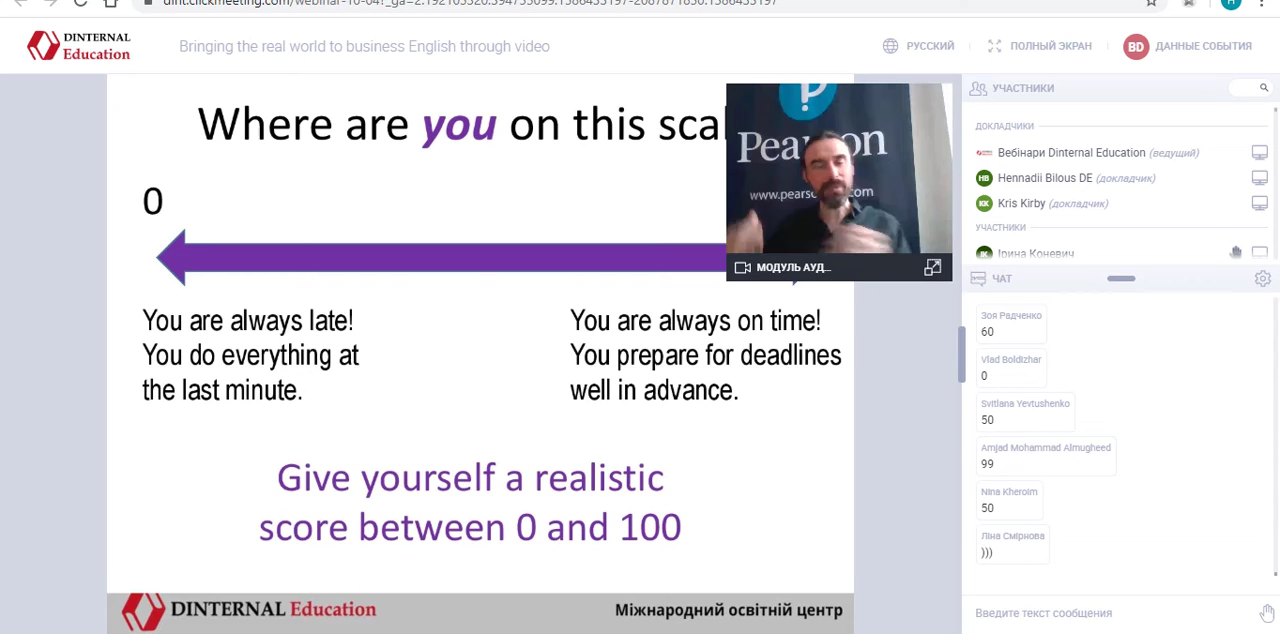 DINTERNAL
Education
Bringing the real world to business English through video
РУССКИЙ
ПОЛНЫЙ ЭКРАН
BD
ДАННЫЕ СОБЫТИЯ
Where are you on this
0
You are always late!
You do everything at
the last minute.
You are always on time!
You prepare for deadlines
well in advance.
Give yourself a realistic
score between 0 and 100
DINTERNAL Education
Міжнародний освітній центр
Pearson
МОДУЛЬ АУД...
УЧАСТНИКИ
ДОКЛАДЧИКИ
Вебінари Dinternal Education (ведущий)
HB Hennadii Bilous DE (докладчик)
KK Kris Kirby (докладчик)
УЧАСТНИКИ
Ірина Коневич
ЧАТ
Зоя Радченко
60
Vlad Boldizhar
0
Svitlana Yevtushenko
50
Amjad Mohammad Almugheed
99
Nina Kheroim
50
Ліна Смірнова
)))
Введите текст сообщения